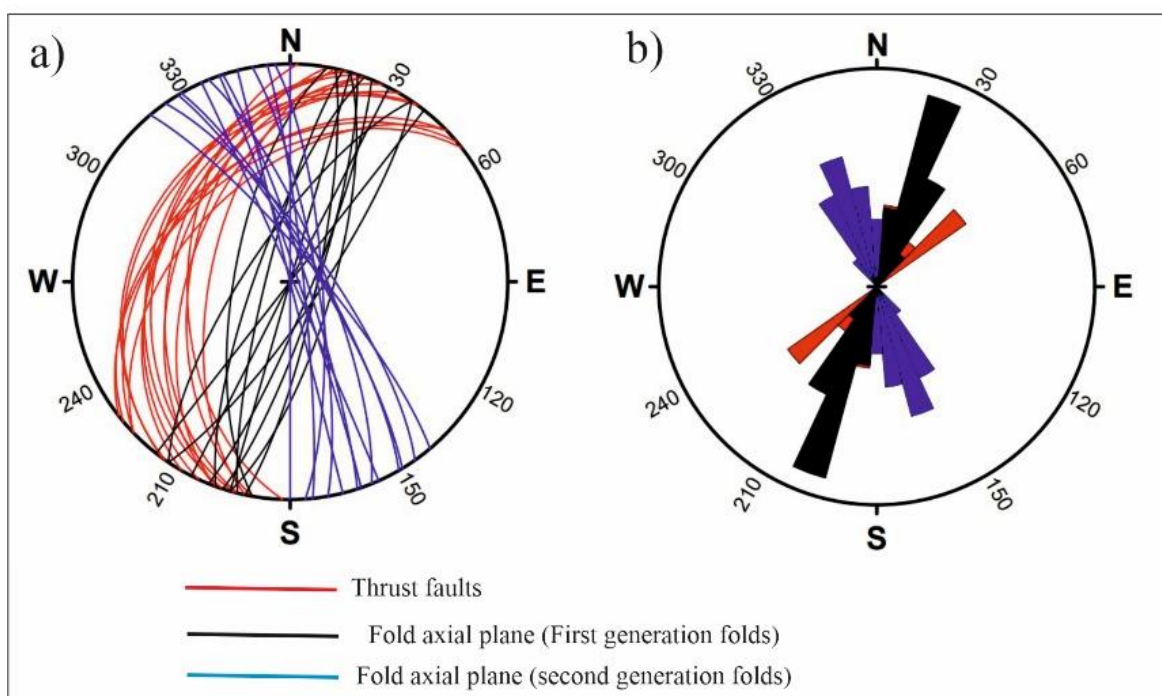 a)
N
330
30
300
60
W
E
240
120
210
150
S
b)
N
330
30
300
60
W
E
240
120
210
150
S
Thrust faults
Fold axial plane (First generation folds)
Fold axial plane (second generation folds)